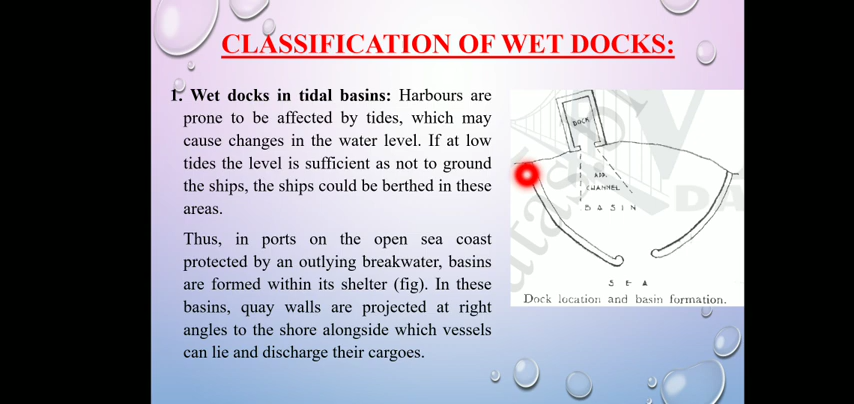 CLASSIFICATION OF WET DOCKS:
1. Wet docks in tidal basins: Harbours are
prone to be affected by tides, which may
cause changes in the water level. If at low
tides the level is sufficient as not to ground
the ships, the ships could be berthed in these
areas.
Thus, in ports on the open sea coast
protected by an outlying breakwater, basins
are formed within its shelter (fig). In these
basins, quay walls are projected at right
angles to the shore alongside which vessels
can lie and discharge their cargoes.
DOCK
APP.
CHANNEL
BASIN
SEA
Dock location and basin formation.